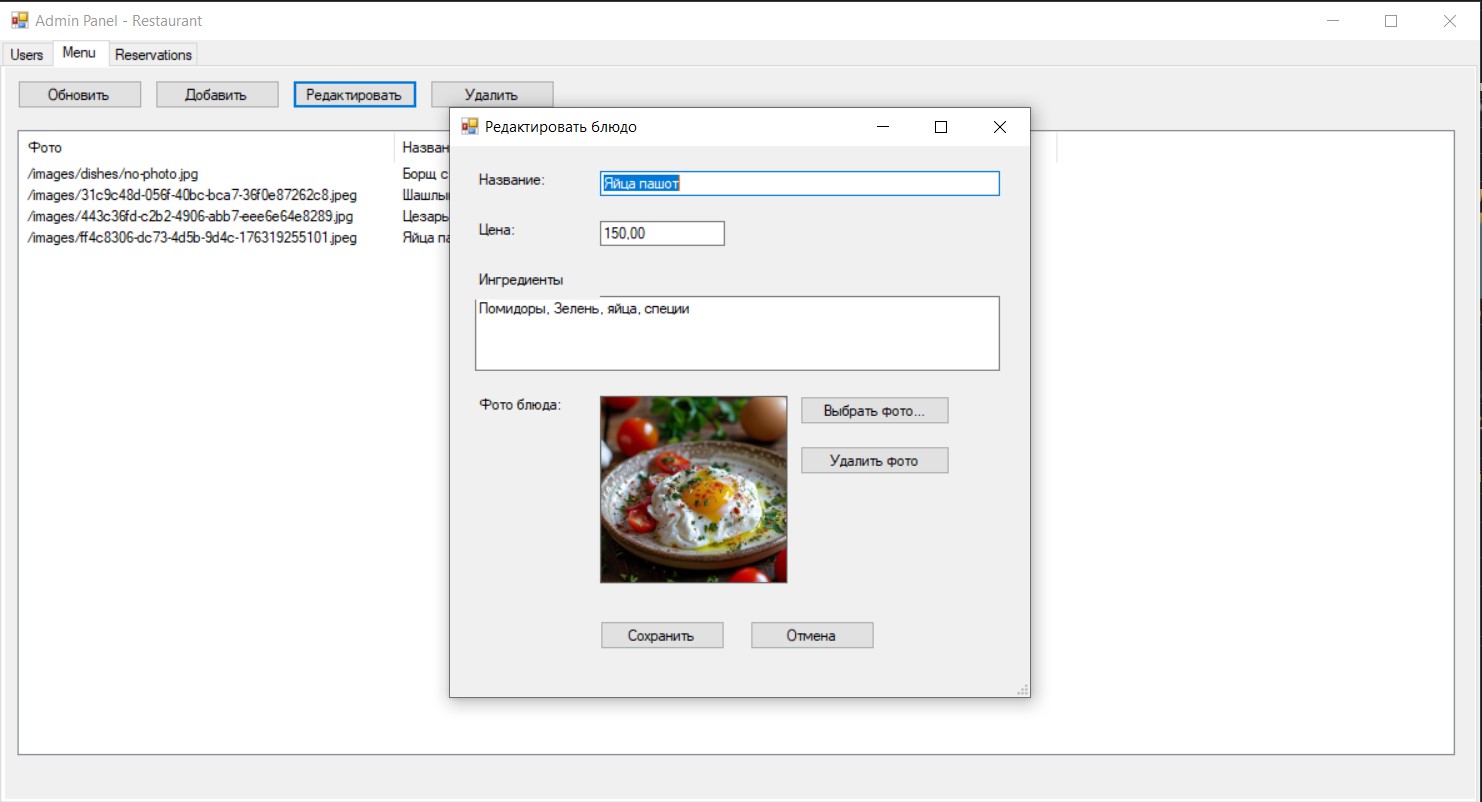 Admin Panel - Restaurant
Users Menu Reservations
Обновить Добавить Редактировать Удалить
Фото
/images/dishes/no-photo.jpg Борщ с
/images/31c9c48d-056f-40bc-bca7-36f0e87262c8.jpeg
/images/443c36fd-c2b2-4906-abb7-eee6e64e8289.jpg Цезарь
/images/ff4c8306-dc73-4d5b-9d4c-176319255101.jpeg Яйца
Редактировать блюдо
Название: Яйца пашот
Цена: 150,00
Ингредиенты
Помидоры, Зелень, яйца, специи
Фото блюда:
Выбрать фото...
Удалить фото
Сохранить Отмена